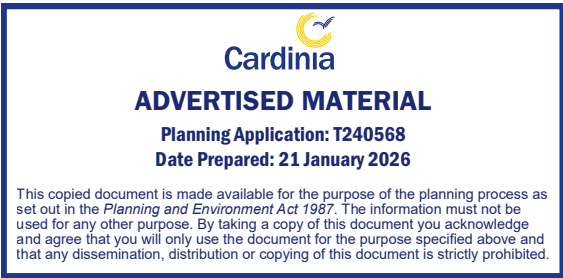 Cardinia
ADVERTISED MATERIAL
Planning Application: T240568
Date Prepared: 21 January 2026
This copied document is made available for the purpose of the planning process as
set out in the Planning and Environment Act 1987. The information must not be
used for any other purpose. By taking a copy of this document you acknowledge
and agree that you will only use the document for the purpose specified above and
that any dissemination, distribution or copying of this document is strictly prohibited.